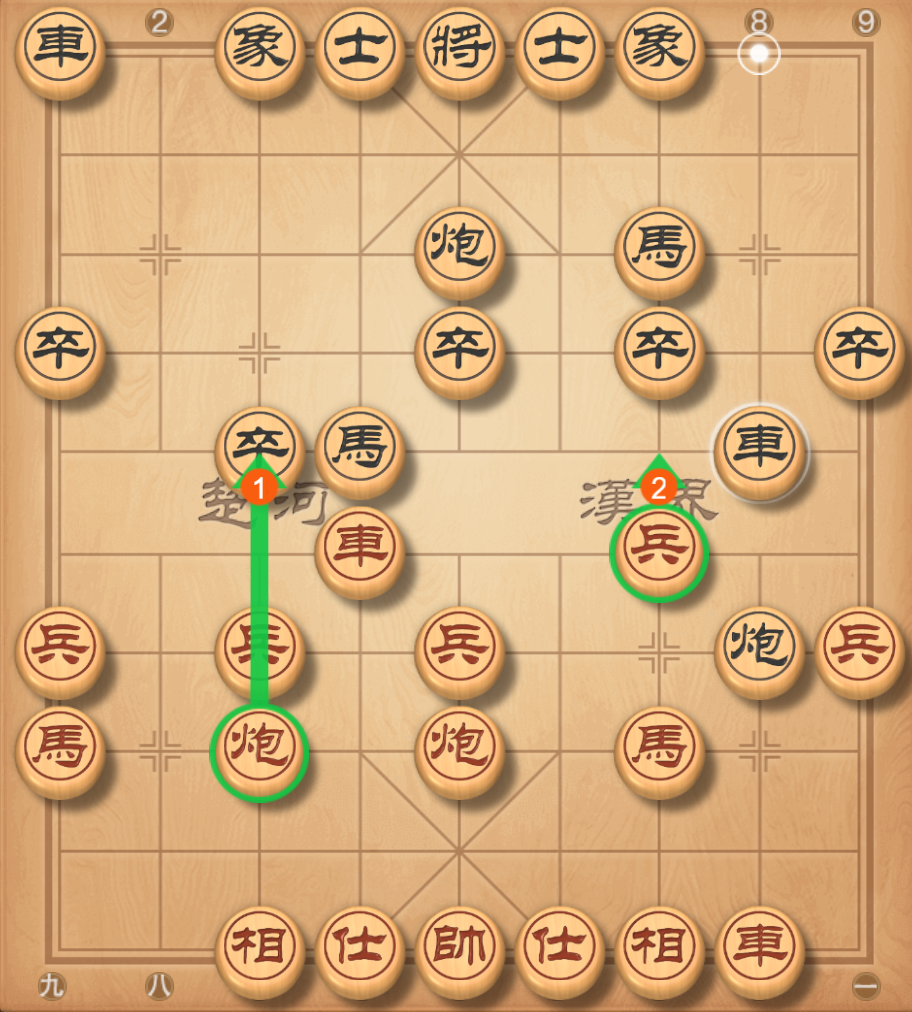 2 8 9
車 象 士 將 士 象
炮 馬
卒 卒 卒 卒
卒 馬 車
1 2
楚河 漢界
車 兵
兵 兵 兵 炮 兵
馬 炮 炮 馬
相 仕 帥 仕 相 車
九 八 一